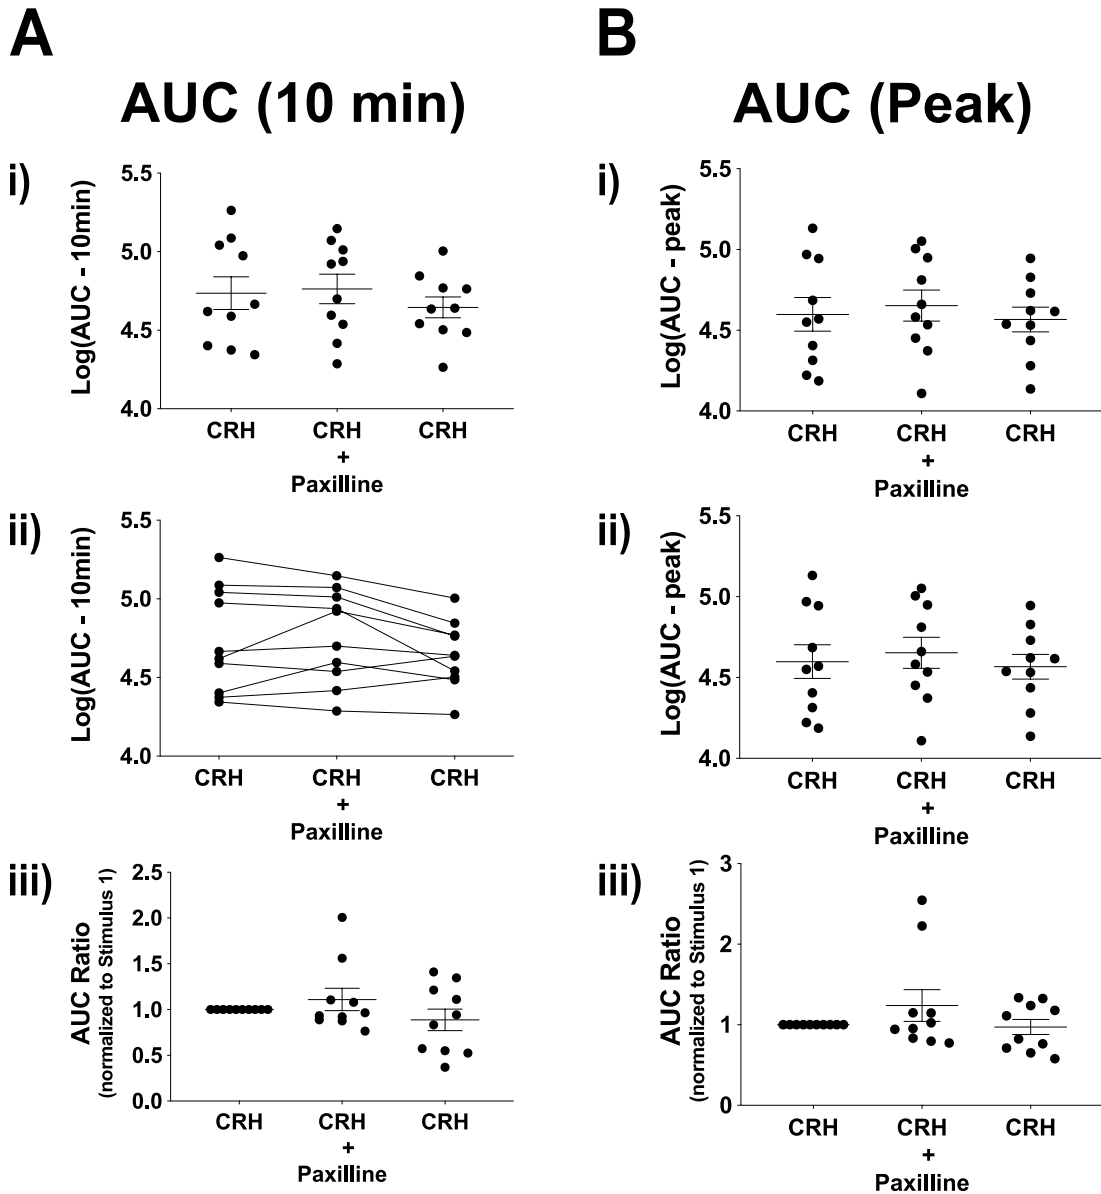 A
AUC (10 min)
i)
Log(AUC - 10min)
5.5
5.0
4.5
4.0
CRH
CRH
+
Paxilline
CRH
ii)
Log(AUC - 10min)
5.5
5.0
4.5
4.0
CRH
CRH
+
Paxilline
CRH
iii)
AUC Ratio
(normalized to Stimulus 1)
2.5
2.0
1.5
1.0
0.5
0.0
CRH
CRH
+
Paxilline
CRH
B
AUC (Peak)
i)
Log(AUC - peak)
5.5
5.0
4.5
4.0
CRH
CRH
+
Paxilline
CRH
ii)
Log(AUC - peak)
5.5
5.0
4.5
4.0
CRH
CRH
+
Paxilline
CRH
iii)
AUC Ratio
(normalized to Stimulus 1)
3
2
1
0
CRH
CRH
+
Paxilline
CRH